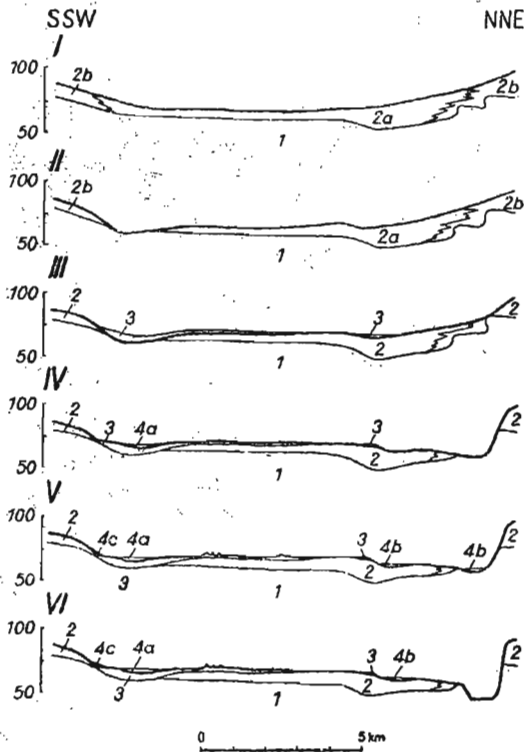 SSW NNE
I
100 2b 2b
50 2a
1
II
100 2b 2b
50 2a
1
III
100 2 3 3 2
50 1 2
IV
100 2 3 4a 3 2
50 1 2
V
100 2 4c 4a 3 4b 4b 2
50 3 1 2
VI
100 2 4c 4a 3 4b 2
50 3 1 2
0 5 km